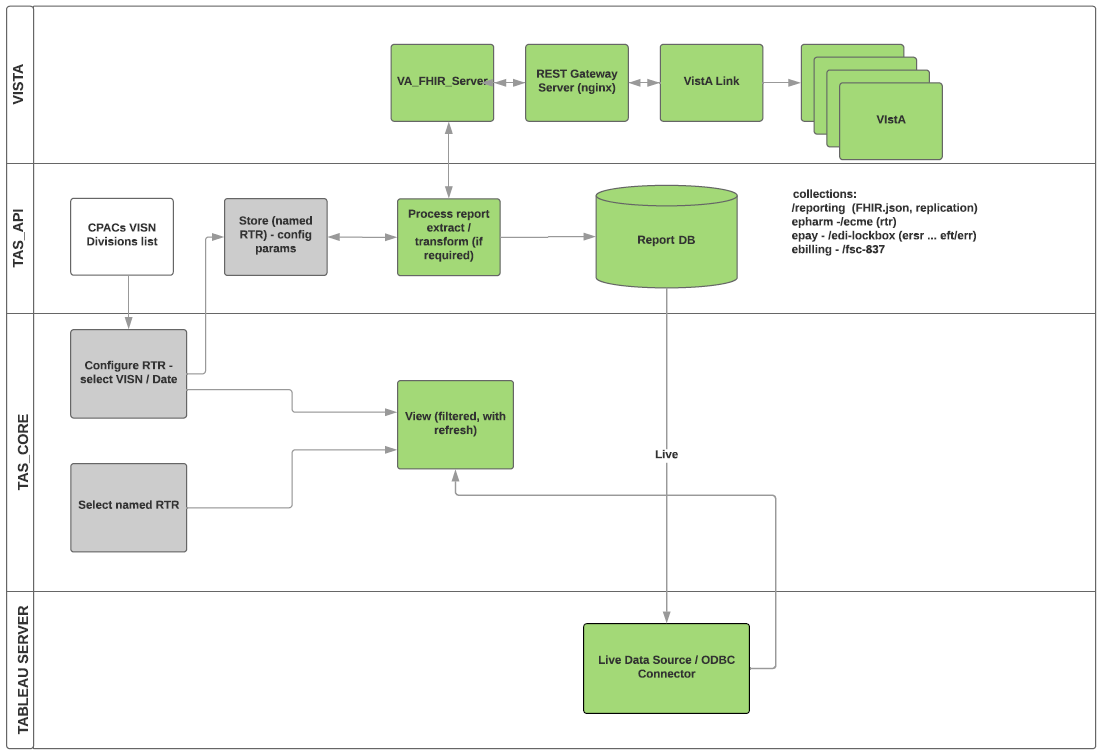 VISTA
VA_FHIR_Server
REST Gateway
Server (nginx)
VistA Link
VIstA
TAS_API
CPACs VISN
Divisions list
Store (named
RTR) - config
params
Process report
extract /
transform (if
required)
Report DB
collections:
/reporting (FHIR.json, replication)
epharm -/ecme (rtr)
epay - /edi-lockbox (ersr ... eft/err)
ebilling - /fsc-837
TAS_CORE
Configure RTR -
select VISN / Date
View (filtered, with
refresh)
Select named RTR
Live
TABLEAU SERVER
Live Data Source / ODBC
Connector